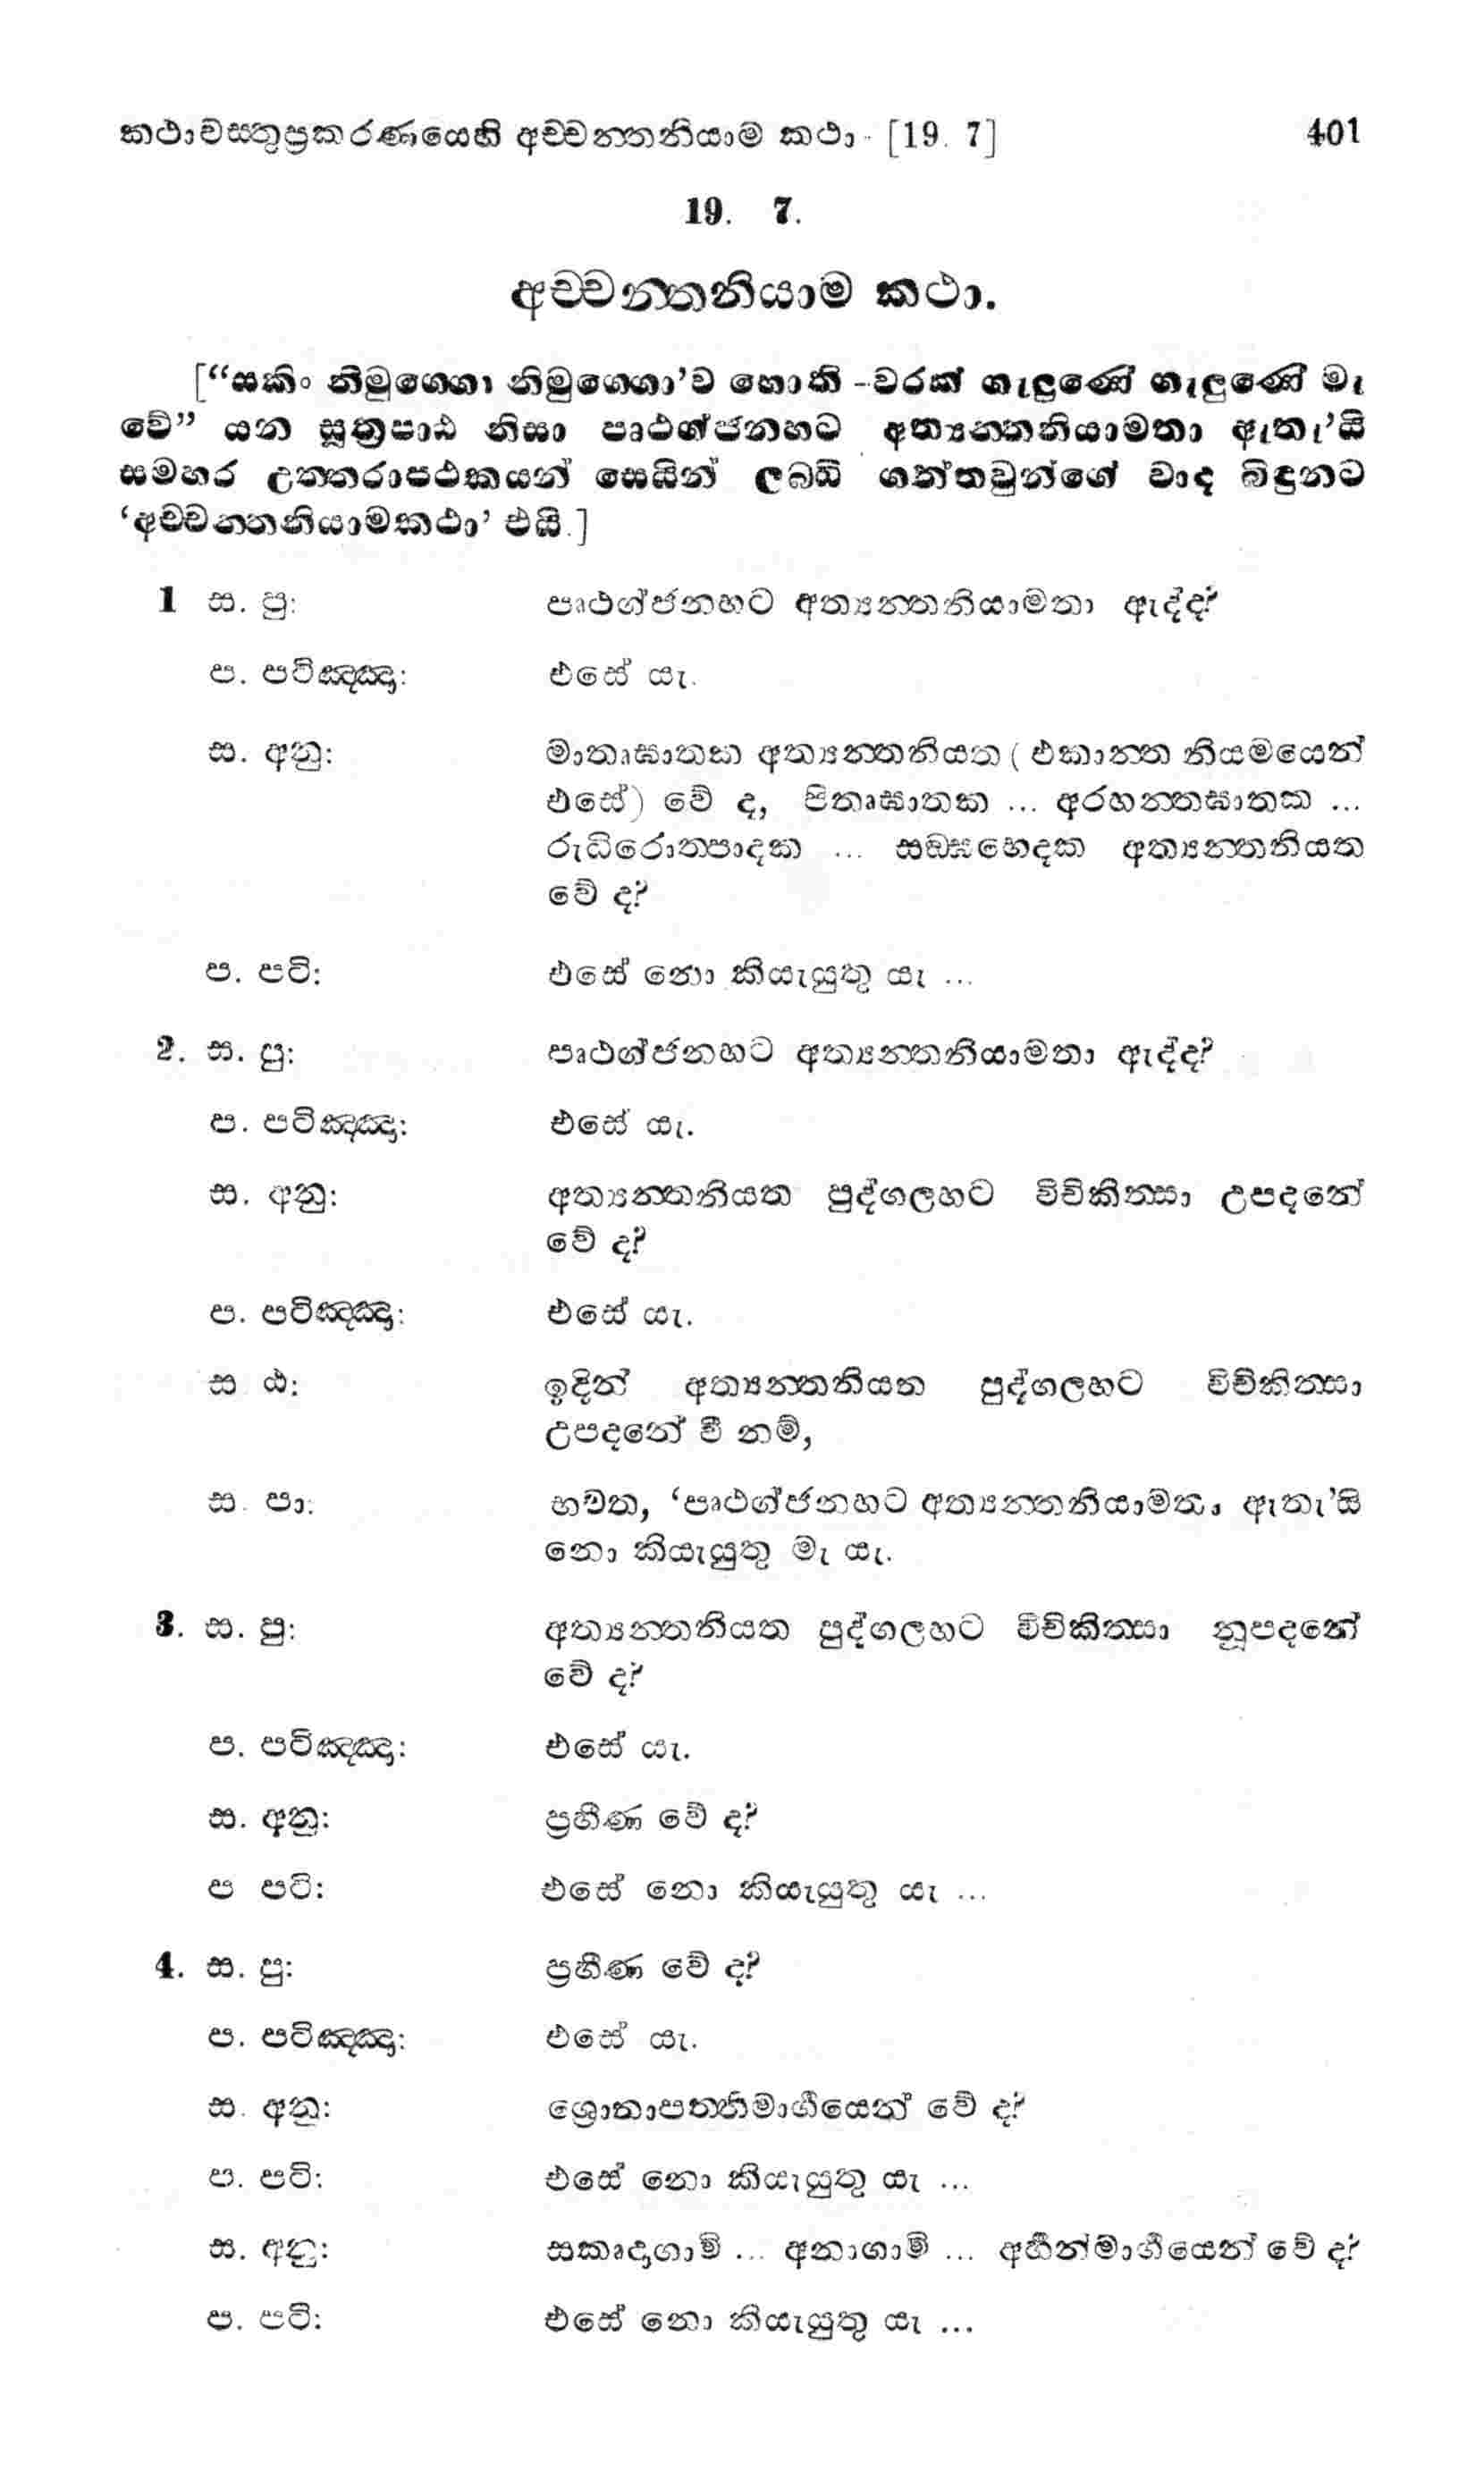 කථාවස්තුප්‍රකරණයෙහි අච්චන්තනියාම කථා - [19. 7] 401
19. 7.
අච්චන්තනියාම කථා.
[“සකිං නිමුග්ගො නිමුග්ගො’ව හොති - වරක් ගැලුණේ ගැලුණේ මැ
වේ” යන සූත්‍රපාඨ නිසා පෘථග්ජනහට අත්‍යන්තනියාමතා ඇතැ’යි
සමහර උත්තරාපථකයන් සෙයින් ලබ්ධි ගත්තවුන්ගේ වාද බිඳුනට
‘අච්චන්තනියාමකථා’ එයි.]
1 ස. පු: පෘථග්ජනහට අත්‍යන්තනියාමතා ඇද්ද?
ප. පටිඤ්ඤා: එසේ යැ.
ස. අනු: මාතෘඝාතක අත්‍යන්තනියත (එකාන්ත නියමයෙන්
එසේ) වේ ද, පිතෘඝාතක ... අරහන්තඝාතක ...
රුධිරොත්පාදක ... සඞ්ඝභෙදක අත්‍යන්තනියත
වේ ද?
ප. පටි: එසේ නො කියැයුතු යැ ...
2. ස. පු: පෘථග්ජනහට අත්‍යන්තනියාමතා ඇද්ද?
ප. පටිඤ්ඤා: එසේ යැ.
ස. අනු: අත්‍යන්තනියත පුද්ගලහට විචිකිත්සා උපදනේ
වේ ද?
ප. පටිඤ්ඤා: එසේ යැ.
ස ඨ: ඉදින් අත්‍යන්තනියත පුද්ගලහට විචිකිත්සා
උපදනේ වී නම්,
ස. පා: භවත, ‘පෘථග්ජනහට අත්‍යන්තනියාමතා ඇතැ’යි
නො කියැයුතු මැ යැ.
3. ස. පු: අත්‍යන්තනියත පුද්ගලහට විචිකිත්සා නූපදනේ
වේ ද?
ප. පටිඤ්ඤා: එසේ යැ.
ස. අනු: ප්‍රහීණ වේ ද?
ප පටි: එසේ නො කියැයුතු යැ ...
4. ස. පු: ප්‍රහීණ වේ ද?
ප. පටිඤ්ඤා: එසේ යැ.
ස. අනු: ශ්‍රොතාපත්තිමාර්ගයෙන් වේ ද?
ප. පටි: එසේ නො කියැයුතු යැ ...
ස. අනු: සකෘදාගාමි ... අනාගාමි ... අර්හන්මාර්ගයෙන් වේ ද?
ප. පටි: එසේ නො කියැයුතු යැ ...